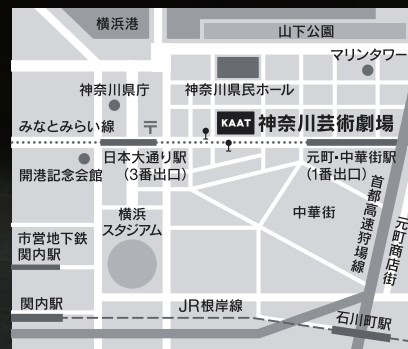 横浜港
山下公園
マリンタワー
神奈川県庁
神奈川県民ホール
みなとみらい線
〒
KAAT 神奈川芸術劇場
開港記念会館
日本大通り駅
(3番出口)
元町・中華街駅
(1番出口)
横浜
スタジアム
中華街
首都高速狩場線
元町商店街
市営地下鉄
関内駅
関内駅
JR根岸線
石川町駅